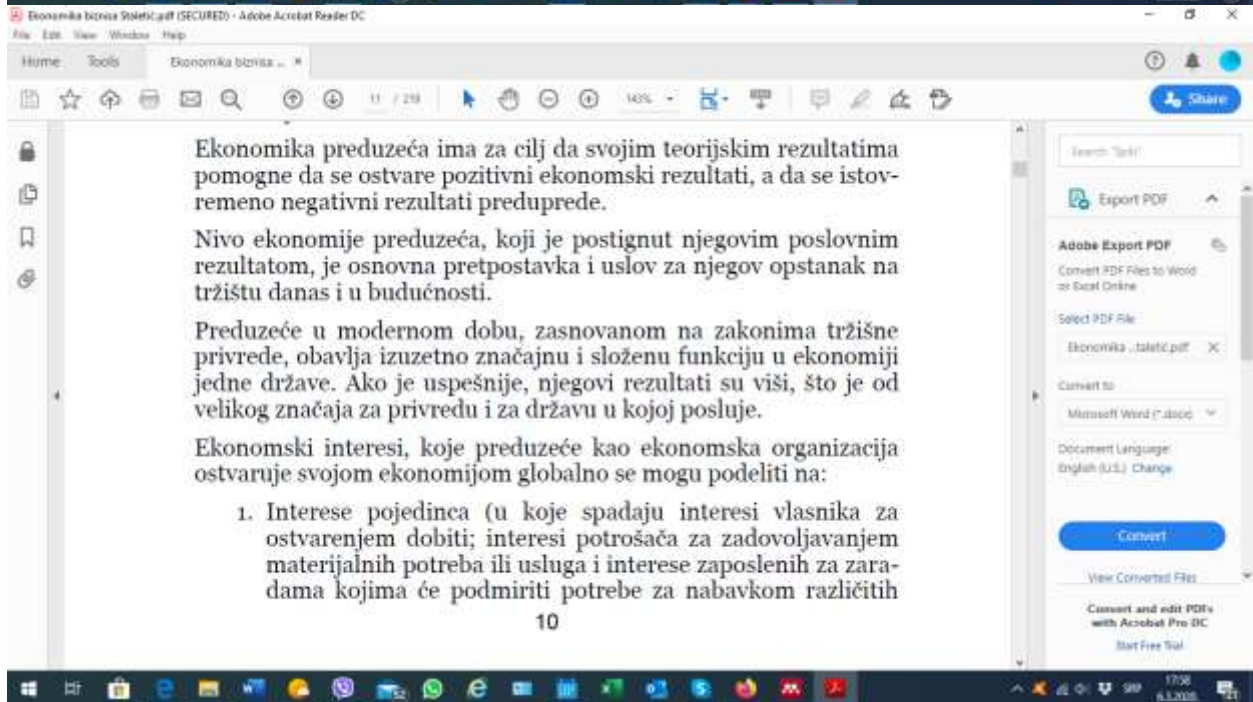 Ekonomika biznisa Staletić.pdf (SECURED) - Adobe Acrobat Reader DC
File Edit View Window Help
Home Tools Ekonomika biznisa ...
11 / 219
143%
Share
Ekonomika preduzeća ima za cilj da svojim teorijskim rezultatima
pomogne da se ostvare pozitivni ekonomski rezultati, a da se istov-
remeno negativni rezultati preduprede.
Nivo ekonomije preduzeća, koji je postignut njegovim poslovnim
rezultatom, je osnovna pretpostavka i uslov za njegov opstanak na
tržištu danas i u budućnosti.
Preduzeće u modernom dobu, zasnovanom na zakonima tržišne
privrede, obavlja izuzetno značajnu i složenu funkciju u ekonomiji
jedne države. Ako je uspešnije, njegovi rezultati su viši, što je od
velikog značaja za privredu i za državu u kojoj posluje.
Ekonomski interesi, koje preduzeće kao ekonomska organizacija
ostvaruje svojom ekonomijom globalno se mogu podeliti na:
1. Interese pojedinca (u koje spadaju interesi vlasnika za
ostvarenjem dobiti; interesi potrošača za zadovoljavanjem
materijalnih potreba ili usluga i interese zaposlenih za zara-
dama kojima će podmiriti potrebe za nabavkom različitih
10
Search 'Split'
Export PDF
Adobe Export PDF
Convert PDF Files to Word
or Excel Online
Select PDF File
Ekonomika ...taletić.pdf
Convert to
Microsoft Word (*.docx)
Document Language:
English (U.S.) Change
Convert
View Converted Files
Convert and edit PDFs
with Acrobat Pro DC
Start Free Trial
17:58